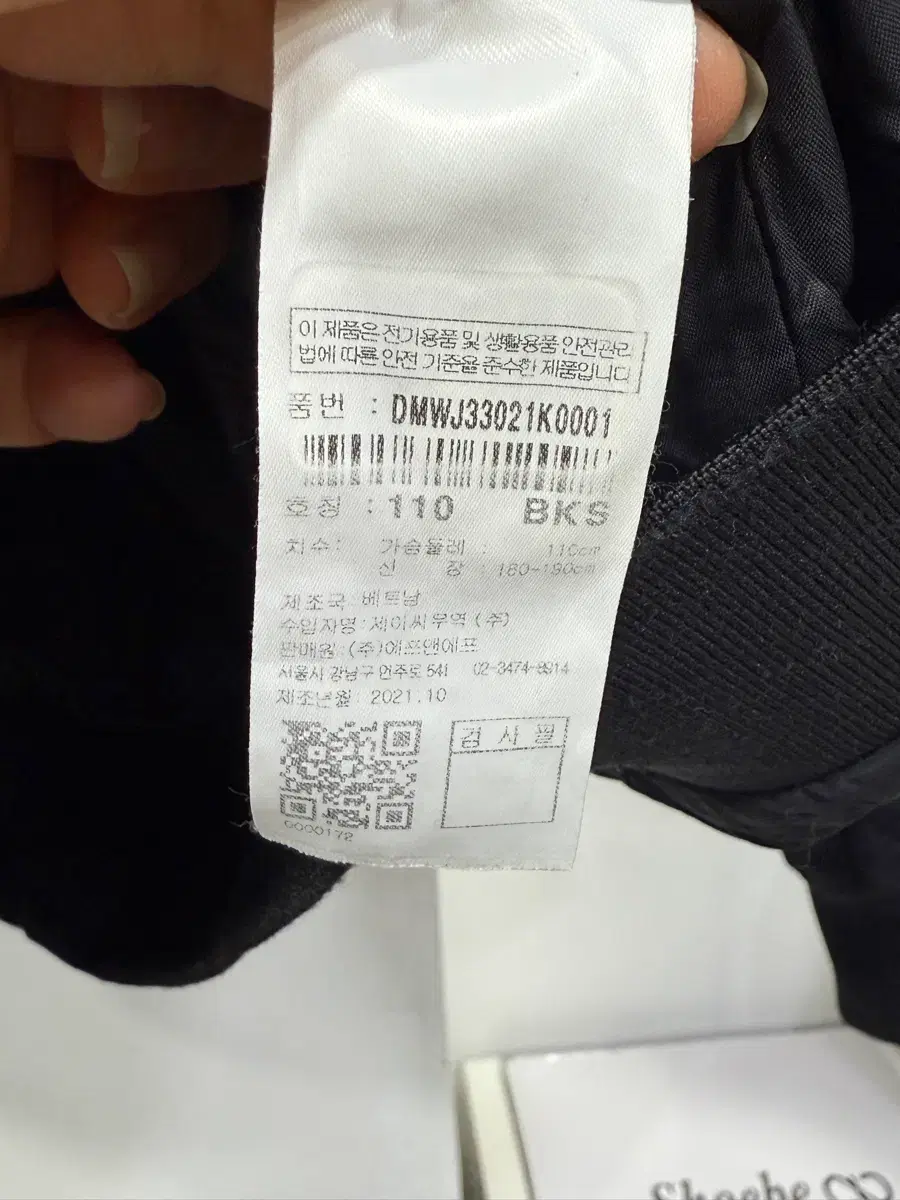 이 제품은 전기용품 및 생활용품 안전관리
법에 따른 안전 기준을 준수한 제품입니다
품번 : DMWJ33021K0001
호칭 : 110 BKS
치수: 가슴둘레 : 110cm
신 장 : 180~190cm
제조국: 베트남
수입자명: 제이씨무역(주)
판매원: (주)에프앤에프
서울시 강남구 언주로 541 02-3474-8914
제조년월 2021.10
검사필
0000172